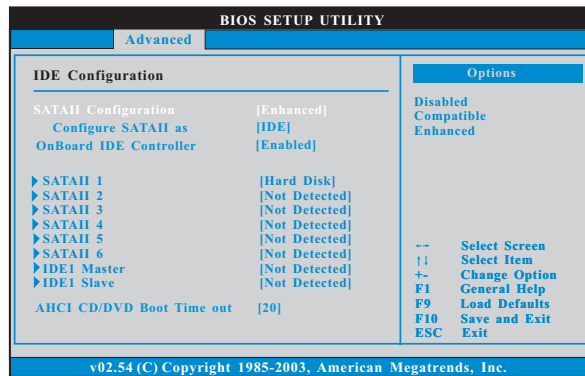 BIOS SETUP UTILITY
Advanced
IDE Configuration
SATAII Configuration [Enhanced]
Configure SATAII as [IDE]
OnBoard IDE Controller [Enabled]
SATAII 1 [Hard Disk]
SATAII 2 [Not Detected]
SATAII 3 [Not Detected]
SATAII 4 [Not Detected]
SATAII 5 [Not Detected]
SATAII 6 [Not Detected]
IDE1 Master [Not Detected]
IDE1 Slave [Not Detected]
AHCI CD/DVD Boot Time out [20]
Options
Disabled
Compatible
Enhanced
←→ Select Screen
↑↓ Select Item
+- Change Option
F1 General Help
F9 Load Defaults
F10 Save and Exit
ESC Exit
v02.54 (C) Copyright 1985-2003, American Megatrends, Inc.